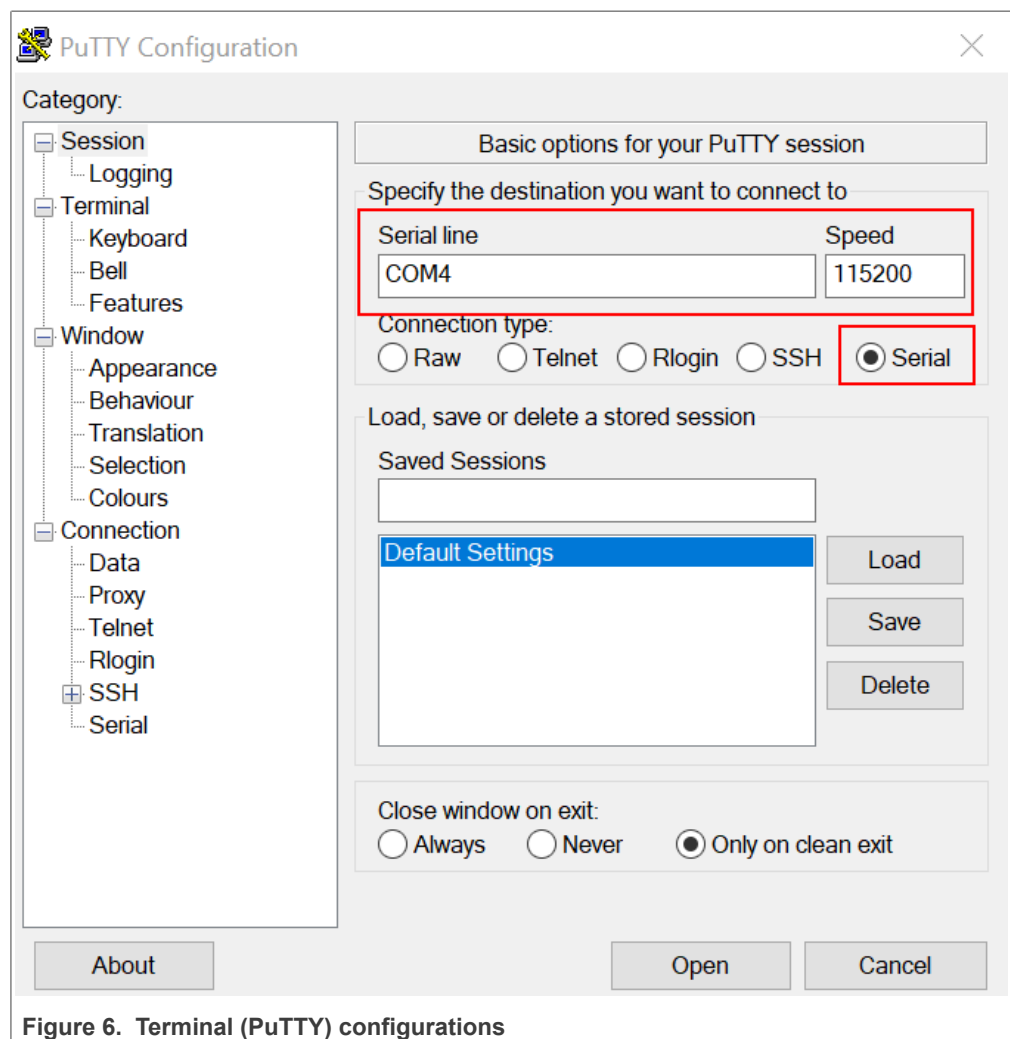 PuTTY Configuration
Category:
Session
Logging
Terminal
Keyboard
Bell
Features
Window
Appearance
Behaviour
Translation
Selection
Colours
Connection
Data
Proxy
Telnet
Rlogin
SSH
Serial
Basic options for your PuTTY session
Specify the destination you want to connect to
Serial line Speed
COM4 115200
Connection type:
Raw Telnet Rlogin SSH Serial
Load, save or delete a stored session
Saved Sessions
Default Settings
Load
Save
Delete
Close window on exit:
Always Never Only on clean exit
About Open Cancel
Figure 6. Terminal (PuTTY) configurations